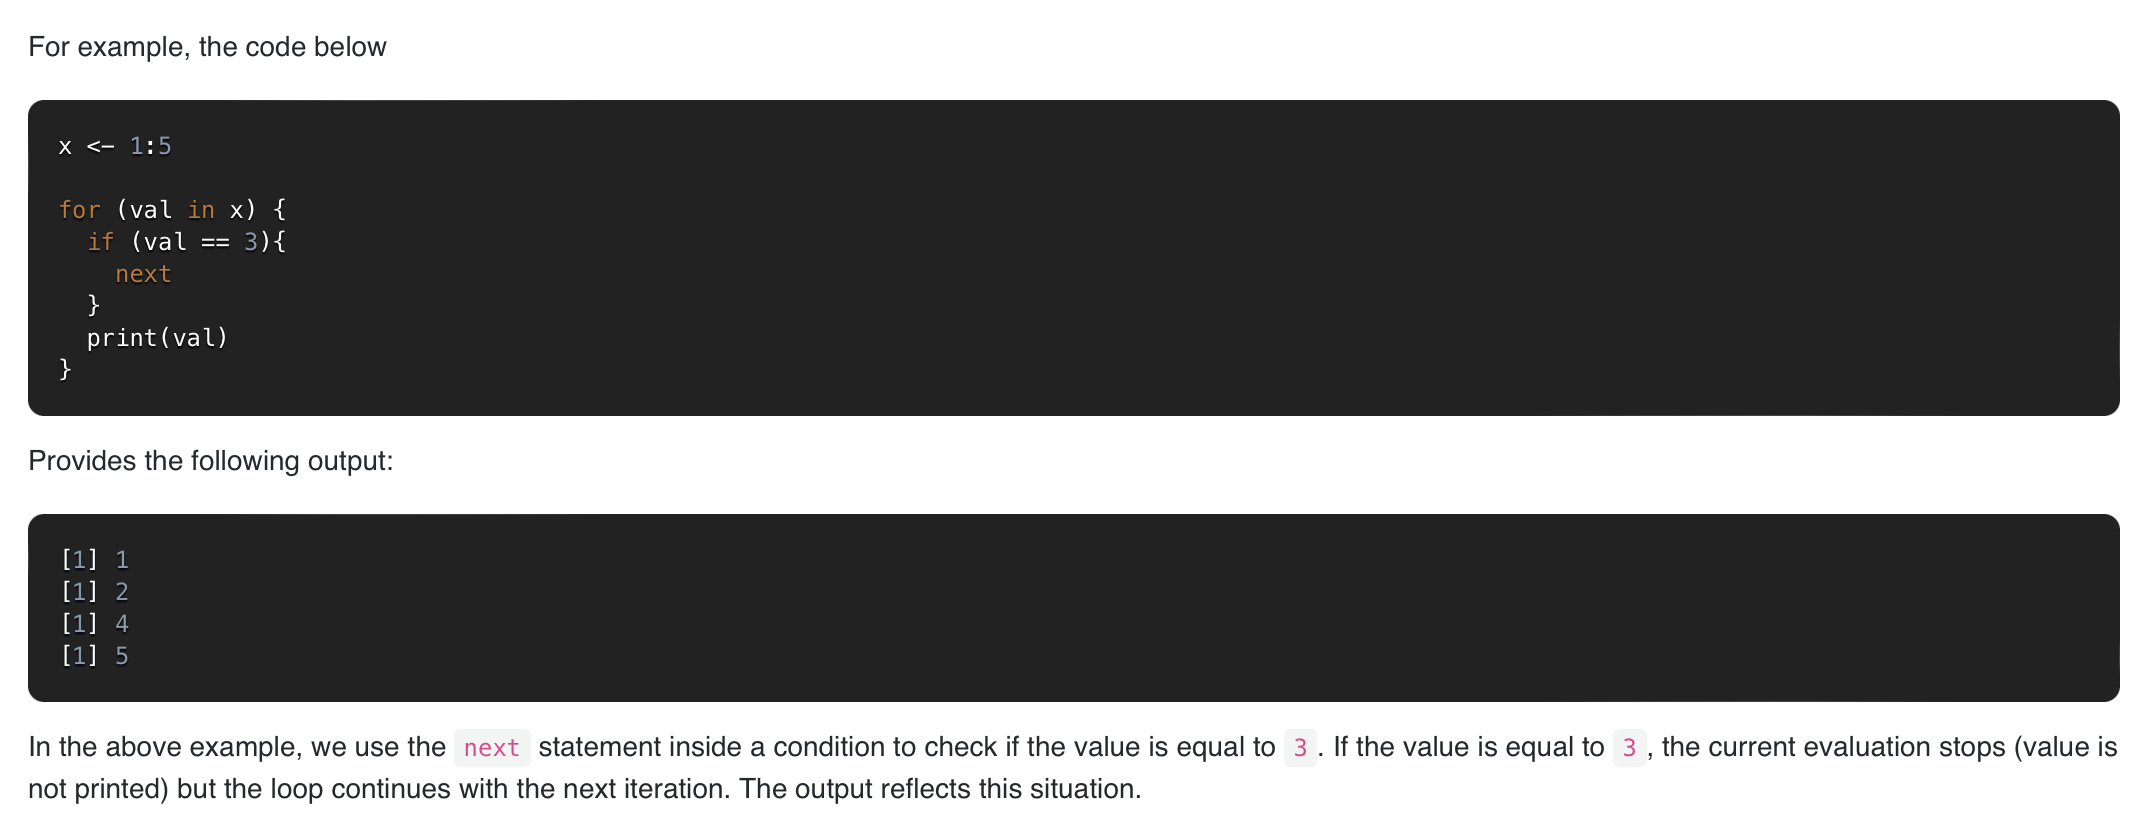 For example, the code below
x <- 1:5
for (val in x) {
  if (val == 3){
    next
  }
  print(val)
}
Provides the following output:
[1] 1
[1] 2
[1] 4
[1] 5
In the above example, we use the next statement inside a condition to check if the value is equal to 3. If the value is equal to 3, the current evaluation stops (value is
not printed) but the loop continues with the next iteration. The output reflects this situation.